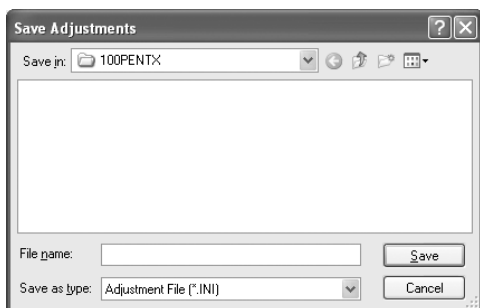 Save Adjustments
Save in: 100PENTX
File name: Save
Save as type: Adjustment File (*.INI) Cancel